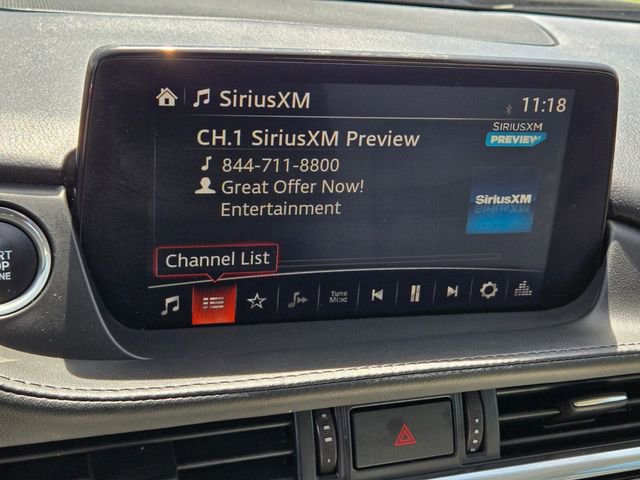 SiriusXM
11:18
CH.1 SiriusXM Preview
SIRIUSXM
PREVIEW
844-711-8800
Great Offer Now!
Entertainment
SiriusXM
Channel List
Tune
Mix